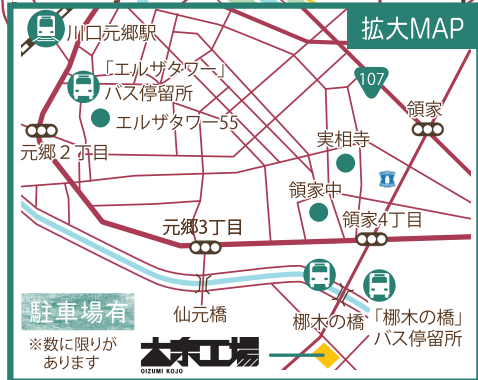 拡大MAP
川口元郷駅
「エルザタワー」
バス停留所
エルザタワー55
107
領家
実相寺
元郷2丁目
領家中
元郷3丁目
領家4丁目
駐車場有
※数に限りが
あります
仙元橋
梛木の橋
「梛木の橋」
バス停留所
大泉工場
OIZUMI KOJO